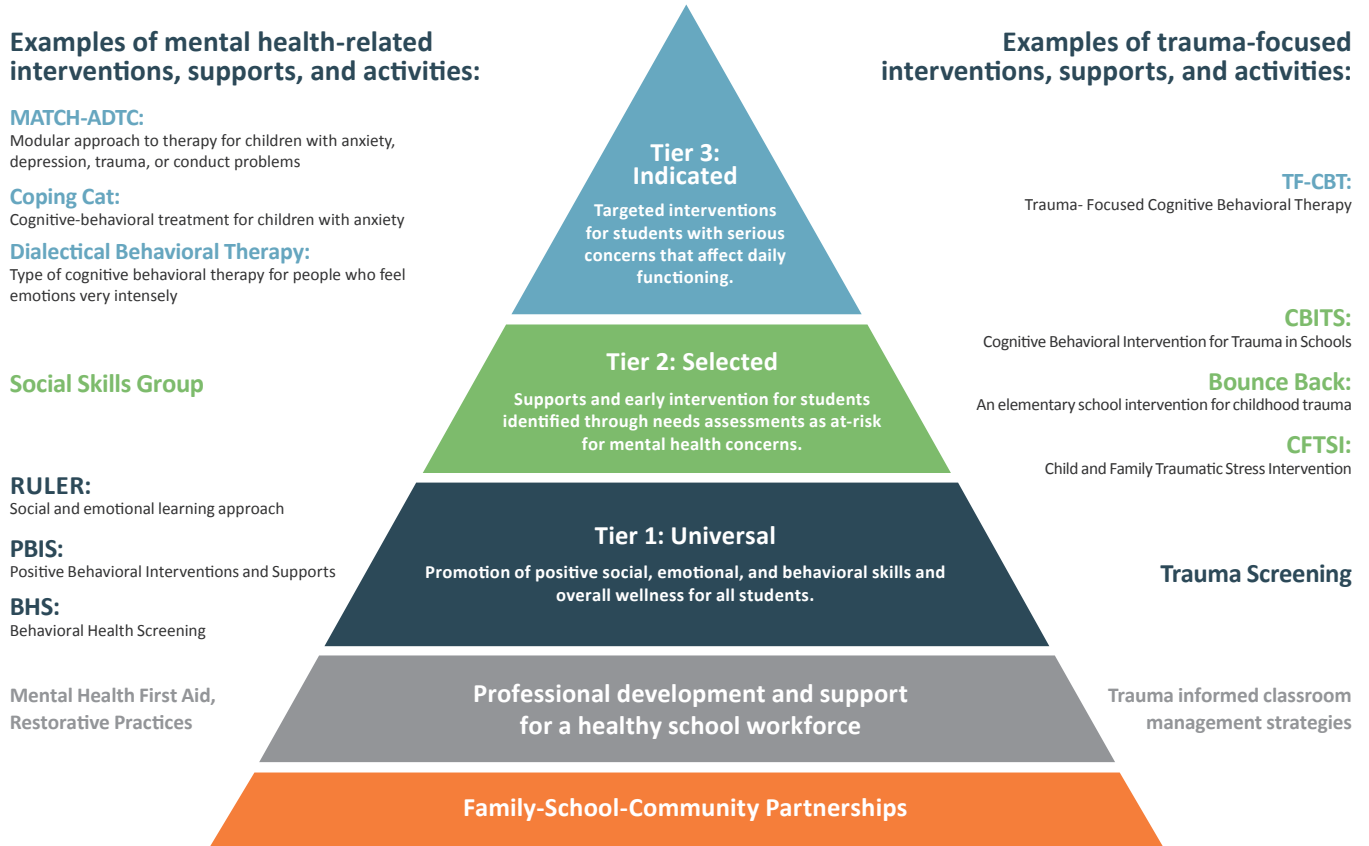 Examples of mental health-related
interventions, supports, and activities:
MATCH-ADTC:
Modular approach to therapy for children with anxiety,
depression, trauma, or conduct problems
Coping Cat:
Cognitive-behavioral treatment for children with anxiety
Dialectical Behavioral Therapy:
Type of cognitive behavioral therapy for people who feel
emotions very intensely
Social Skills Group
RULER:
Social and emotional learning approach
PBIS:
Positive Behavioral Interventions and Supports
BHS:
Behavioral Health Screening
Mental Health First Aid,
Restorative Practices
Tier 3:
Indicated
Targeted interventions
for students with serious
concerns that affect daily
functioning.
Tier 2: Selected
Supports and early intervention for students
identified through needs assessments as at-risk
for mental health concerns.
Tier 1: Universal
Promotion of positive social, emotional, and behavioral skills and
overall wellness for all students.
Professional development and support
for a healthy school workforce
Family-School-Community Partnerships
Examples of trauma-focused
interventions, supports, and activities:
TF-CBT:
Trauma- Focused Cognitive Behavioral Therapy
CBITS:
Cognitive Behavioral Intervention for Trauma in Schools
Bounce Back:
An elementary school intervention for childhood trauma
CFTSI:
Child and Family Traumatic Stress Intervention
Trauma Screening
Trauma informed classroom
management strategies